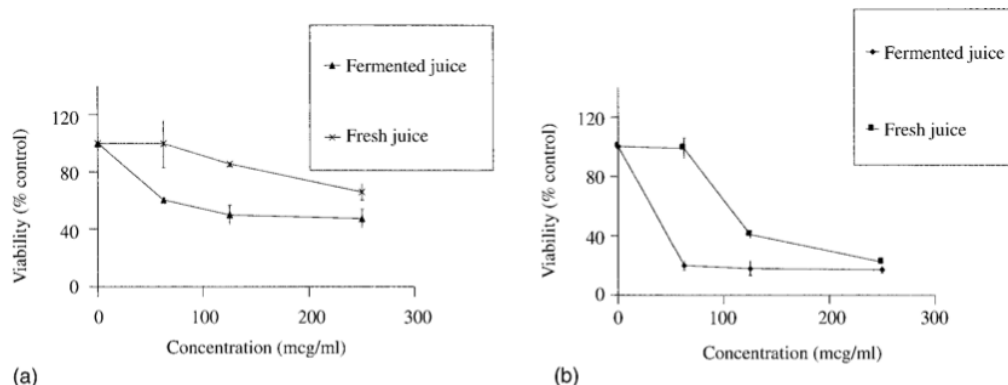 Fermented juice
Fresh juice
120
80
40
0
Viability (% control)
0
100
200
300
Concentration (mcg/ml)
(a)
Fermented juice
Fresh juice
120
80
40
0
Viability (% control)
0
100
200
300
Concentration (mcg/ml)
(b)